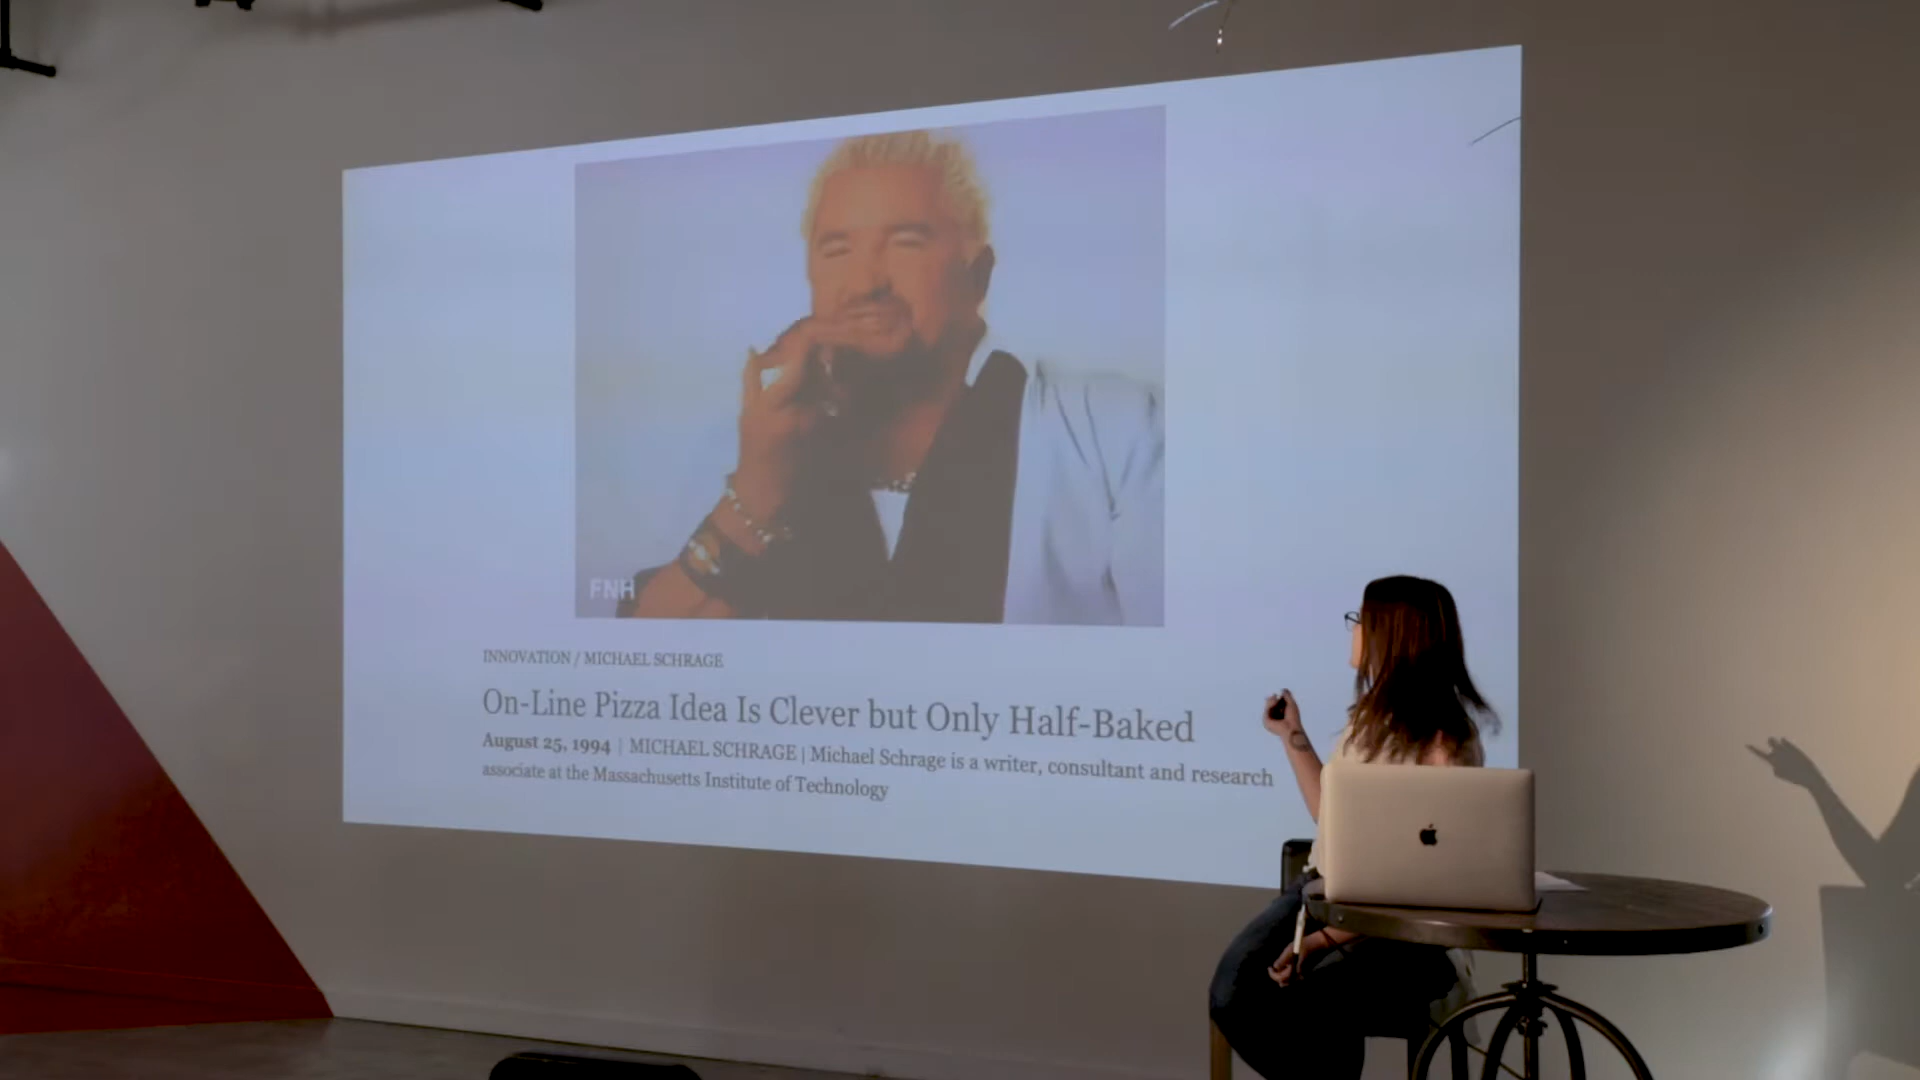 FNH
INNOVATION / MICHAEL SCHRAGE
On-Line Pizza Idea Is Clever but Only Half-Baked
August 25, 1994 | MICHAEL SCHRAGE | Michael Schrage is a writer, consultant and research
associate at the Massachusetts Institute of Technology